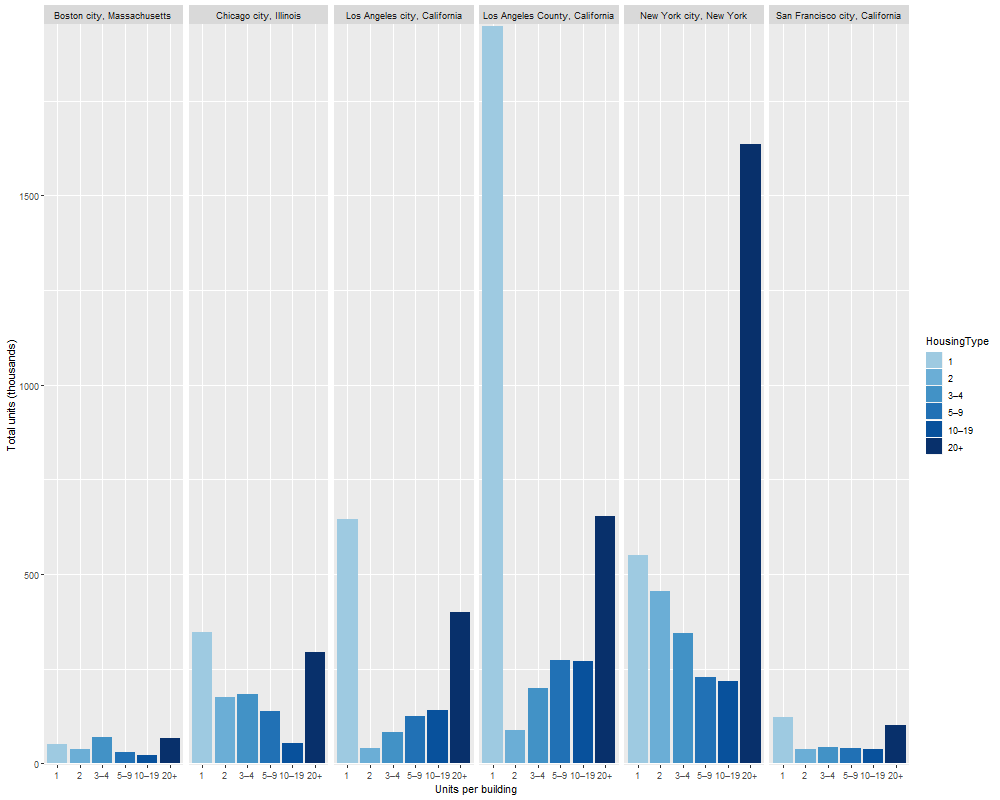 Boston city, Massachusetts
Chicago city, Illinois
Los Angeles city, California
Los Angeles County, California
New York city, New York
San Francisco city, California
Total units (thousands)
1500
1000
500
0
1 2 3–4 5–9 10–19 20+
1 2 3–4 5–9 10–19 20+
1 2 3–4 5–9 10–19 20+
1 2 3–4 5–9 10–19 20+
1 2 3–4 5–9 10–19 20+
1 2 3–4 5–9 10–19 20+
Units per building
HousingType
1
2
3–4
5–9
10–19
20+